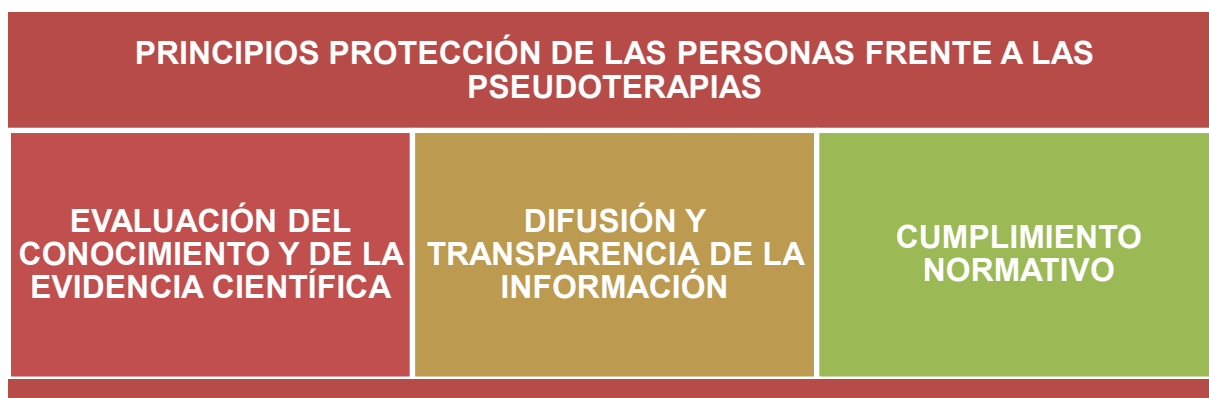 PRINCIPIOS PROTECCIÓN DE LAS PERSONAS FRENTE A LAS
PSEUDOTERAPIAS
EVALUACIÓN DEL
CONOCIMIENTO Y DE LA
EVIDENCIA CIENTÍFICA
DIFUSIÓN Y
TRANSPARENCIA DE LA
INFORMACIÓN
CUMPLIMIENTO
NORMATIVO